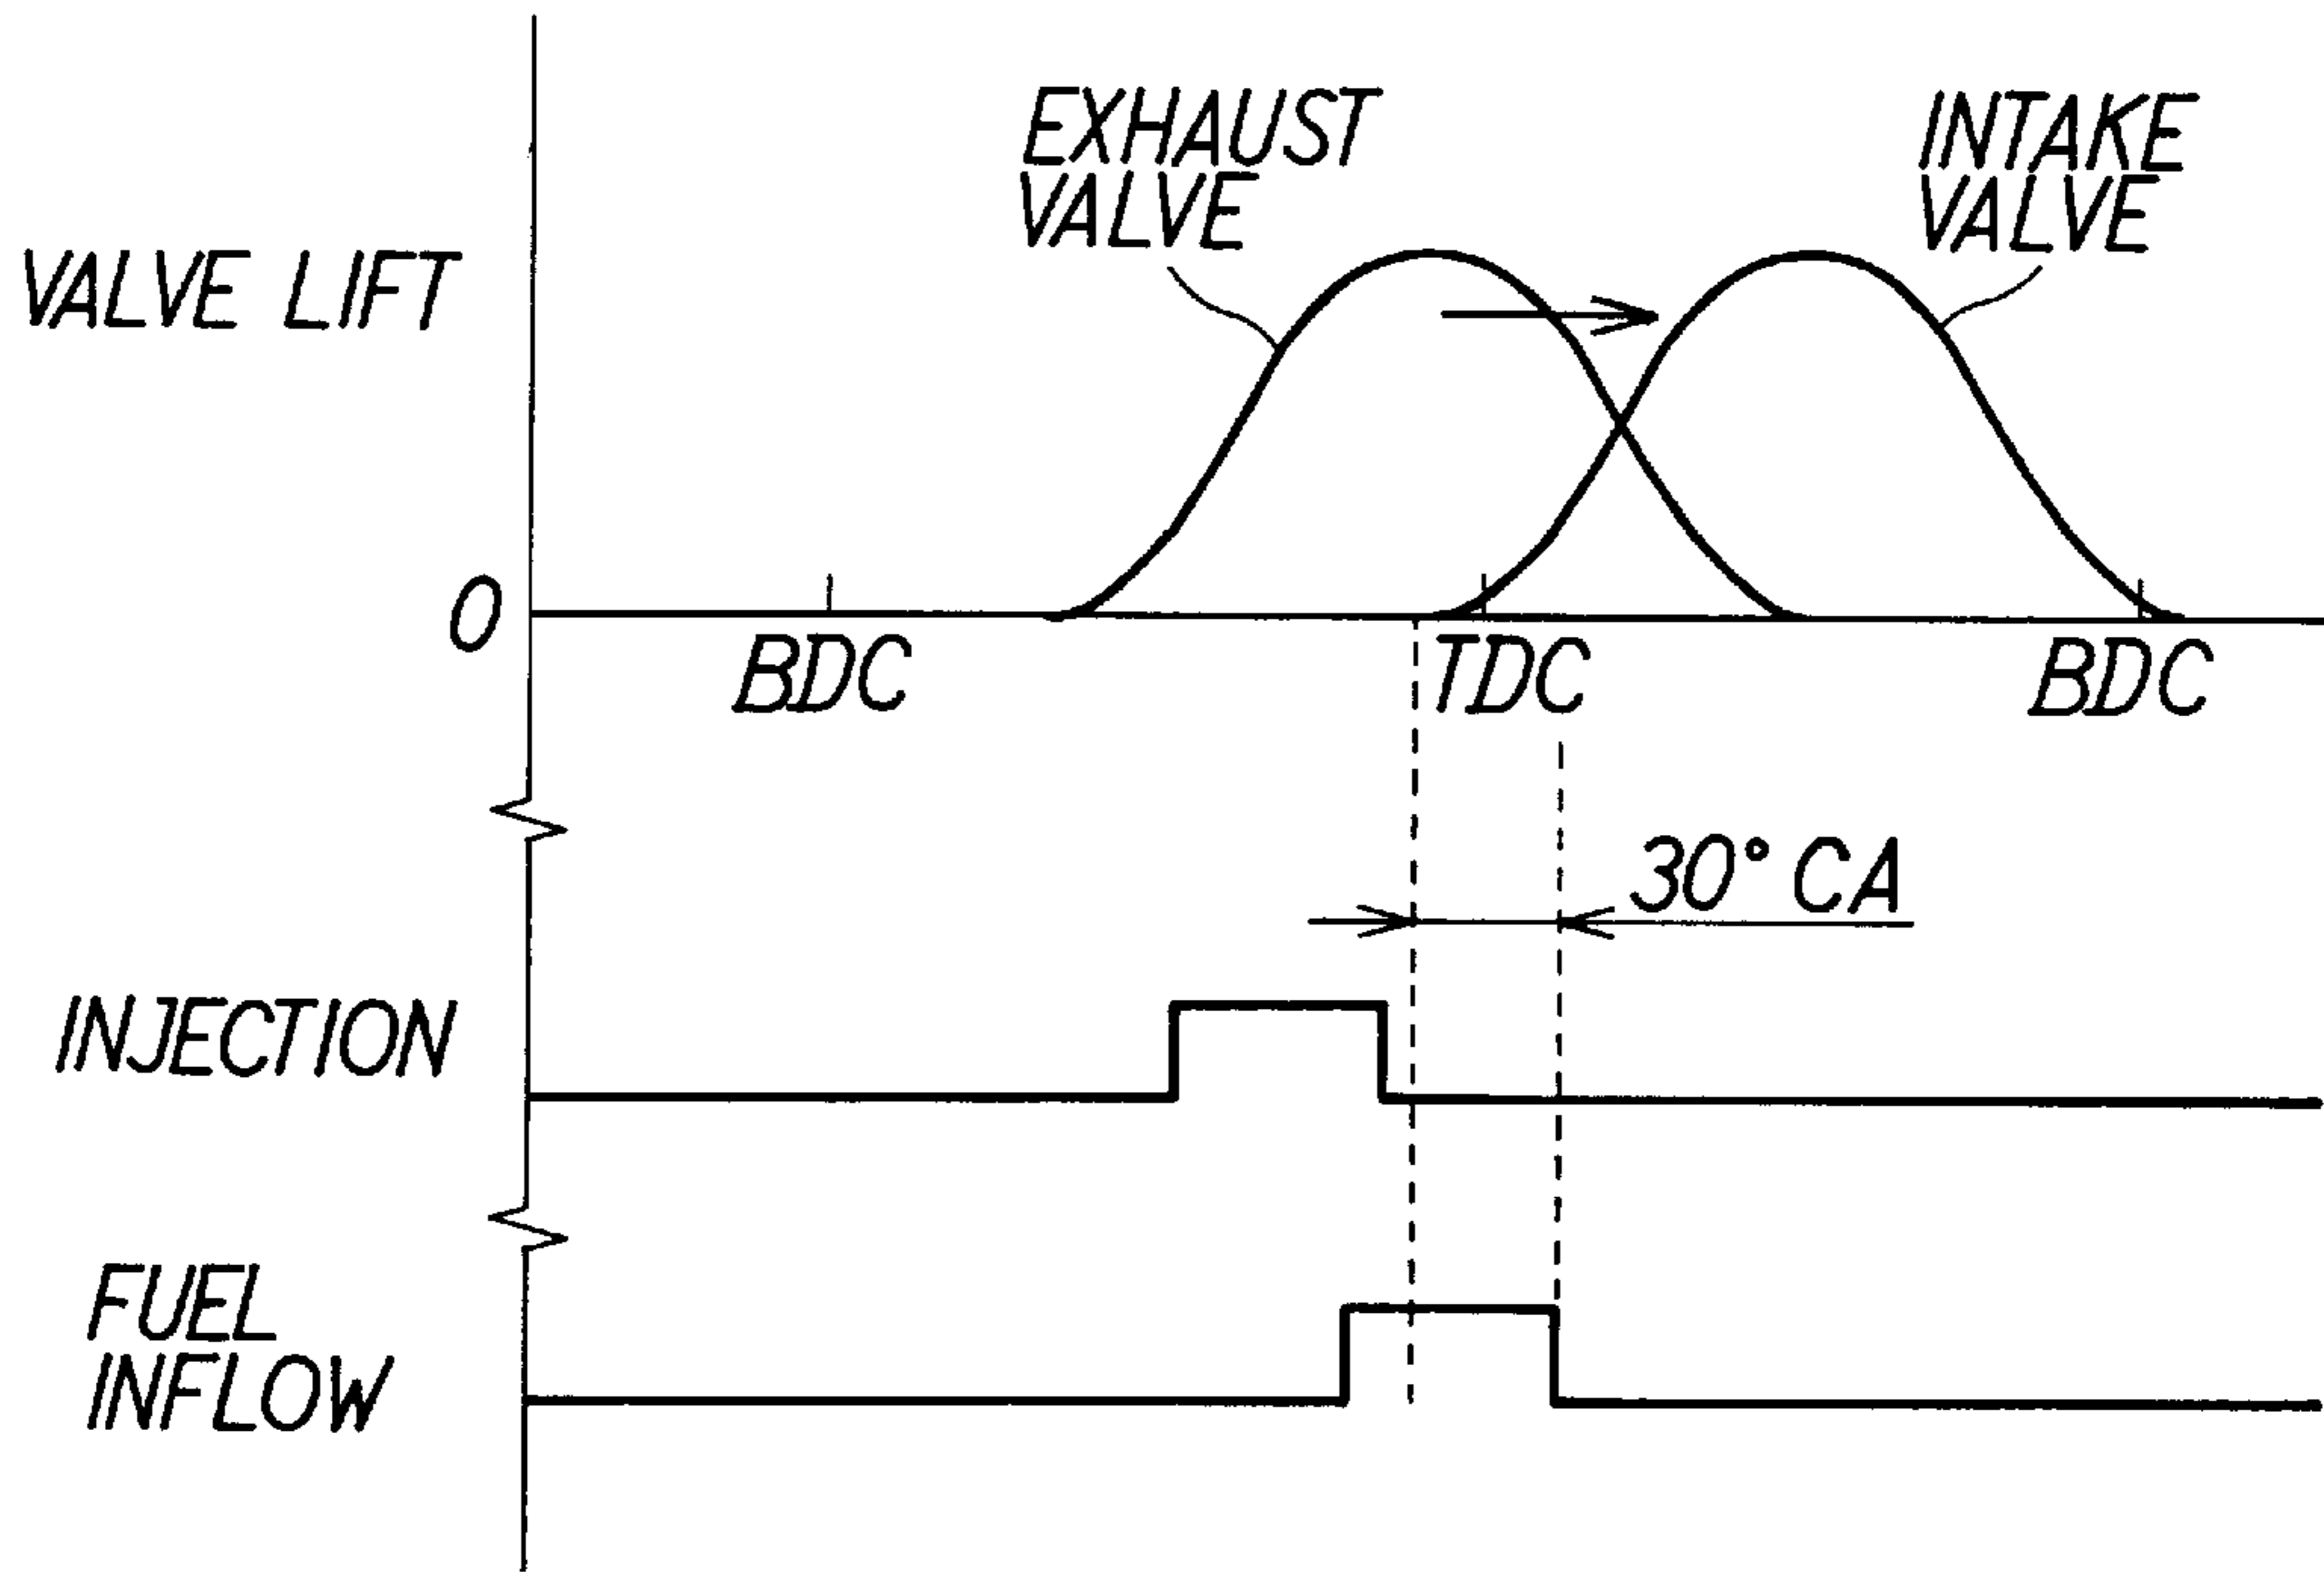 EXHAUST
VALVE
INTAKE
VALVE
VALVE LIFT
0
BDC
TDC
BDC
30° CA
INJECTION
FUEL
INFLOW